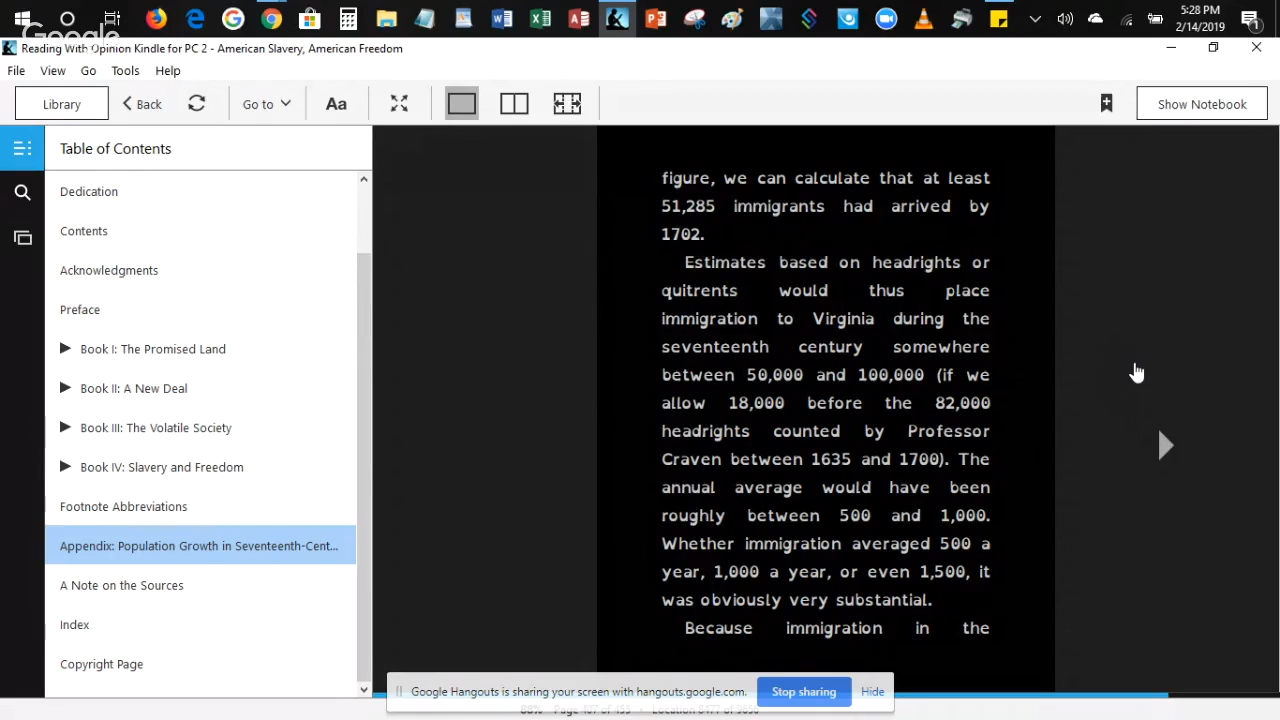 5:28 PM
2/14/2019
Google
Reading With Opinion Kindle for PC 2 - American Slavery, American Freedom
File View Go Tools Help
Library Back Go to Aa Show Notebook
Table of Contents
Dedication
Contents
Acknowledgments
Preface
Book I: The Promised Land
Book II: A New Deal
Book III: The Volatile Society
Book IV: Slavery and Freedom
Footnote Abbreviations
Appendix: Population Growth in Seventeenth-Cent...
A Note on the Sources
Index
Copyright Page
figure, we can calculate that at least
51,285 immigrants had arrived by
1702.
Estimates based on headrights or
quitrents would thus place
immigration to Virginia during the
seventeenth century somewhere
between 50,000 and 100,000 (if we
allow 18,000 before the 82,000
headrights counted by Professor
Craven between 1635 and 1700). The
annual average would have been
roughly between 500 and 1,000.
Whether immigration averaged 500 a
year, 1,000 a year, or even 1,500, it
was obviously very substantial.
Because immigration in the
Google Hangouts is sharing your screen with hangouts.google.com. Stop sharing Hide